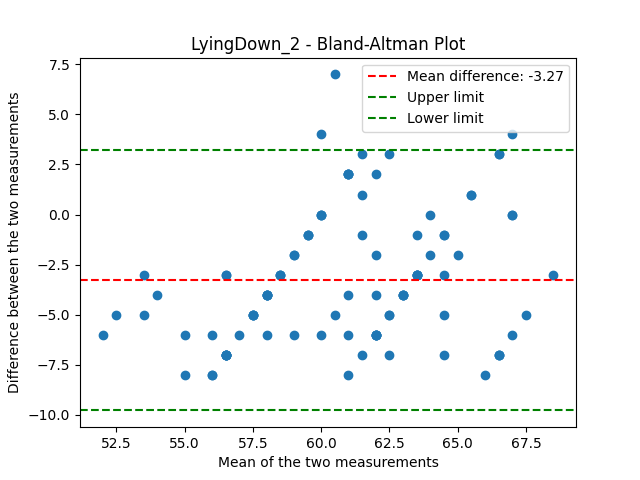 LyingDown_2 - Bland-Altman Plot
Mean difference: -3.27
Upper limit
Lower limit
Difference between the two measurements
7.5
5.0
2.5
0.0
−2.5
−5.0
−7.5
−10.0
52.5 55.0 57.5 60.0 62.5 65.0 67.5
Mean of the two measurements